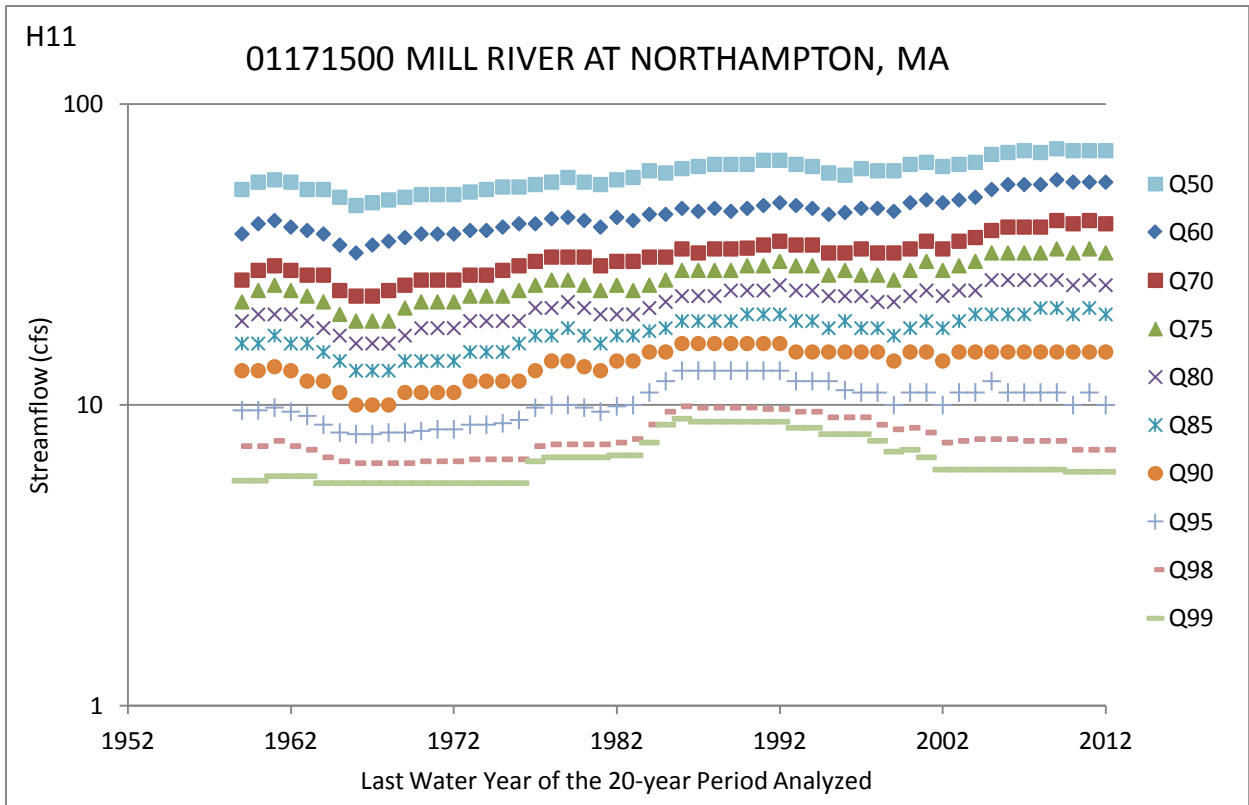 H11
01171500 MILL RIVER AT NORTHAMPTON, MA
100
10
1
Streamflow (cfs)
1952 1962 1972 1982 1992 2002 2012
Last Water Year of the 20-year Period Analyzed
Q50
Q60
Q70
Q75
Q80
Q85
Q90
Q95
Q98
Q99